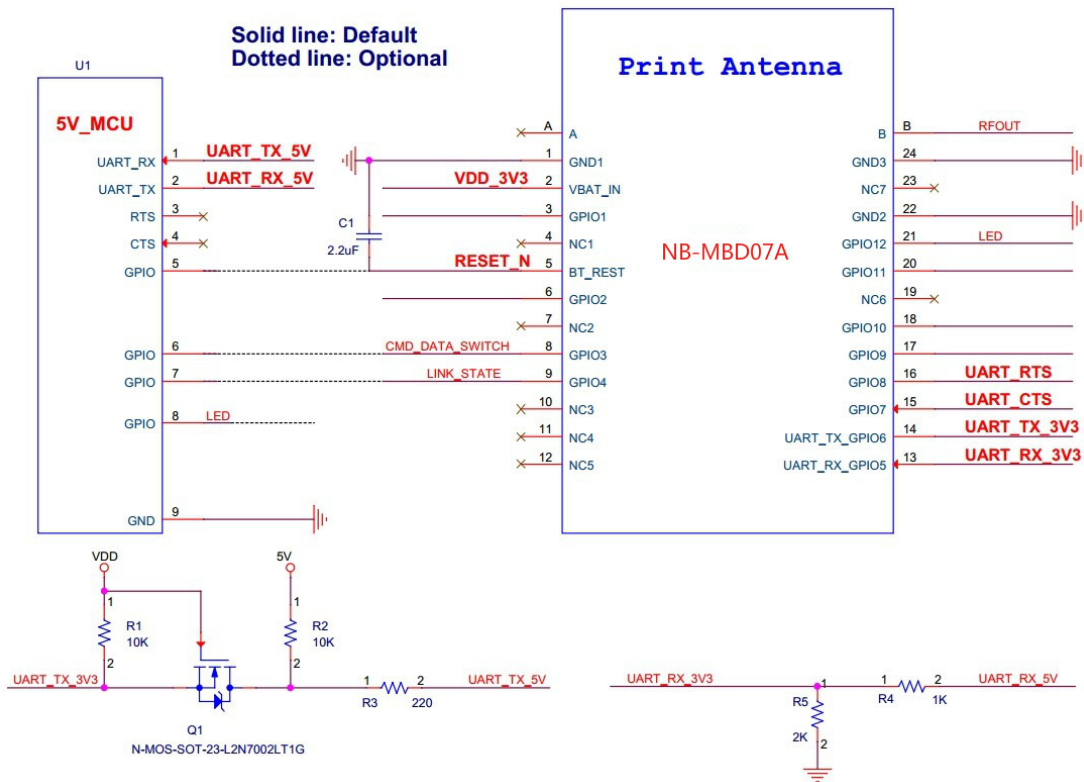 Solid line: Default
Dotted line: Optional
U1
5V_MCU
UART_RX 1 UART_TX_5V
UART_TX 2 UART_RX_5V
RTS 3
CTS 4
GPIO 5
GPIO 6
GPIO 7
GPIO 8 LED
GND 9
C1
2.2uF
VDD_3V3
RESET_N
CMD_DATA_SWITCH
LINK_STATE
Print Antenna
NB-MBD07A
A A
1 GND1
2 VBAT_IN
3 GPIO1
4 NC1
5 BT_REST
6 GPIO2
7 NC2
8 GPIO3
9 GPIO4
10 NC3
11 NC4
12 NC5
B B RFOUT
GND3 24
NC7 23
GND2 22
GPIO12 21 LED
GPIO11 20
NC6 19
GPIO10 18
GPIO9 17
GPIO8 16 UART_RTS
GPIO7 15 UART_CTS
UART_TX_GPIO6 14 UART_TX_3V3
UART_RX_GPIO5 13 UART_RX_3V3
VDD
5V
1
R1
10K
2
1
R2
10K
2
UART_TX_3V3
1 2
R3 220
UART_TX_5V
Q1
N-MOS-SOT-23-L2N7002LT1G
UART_RX_3V3
1
R5
2K
2
1 2
R4 1K
UART_RX_5V